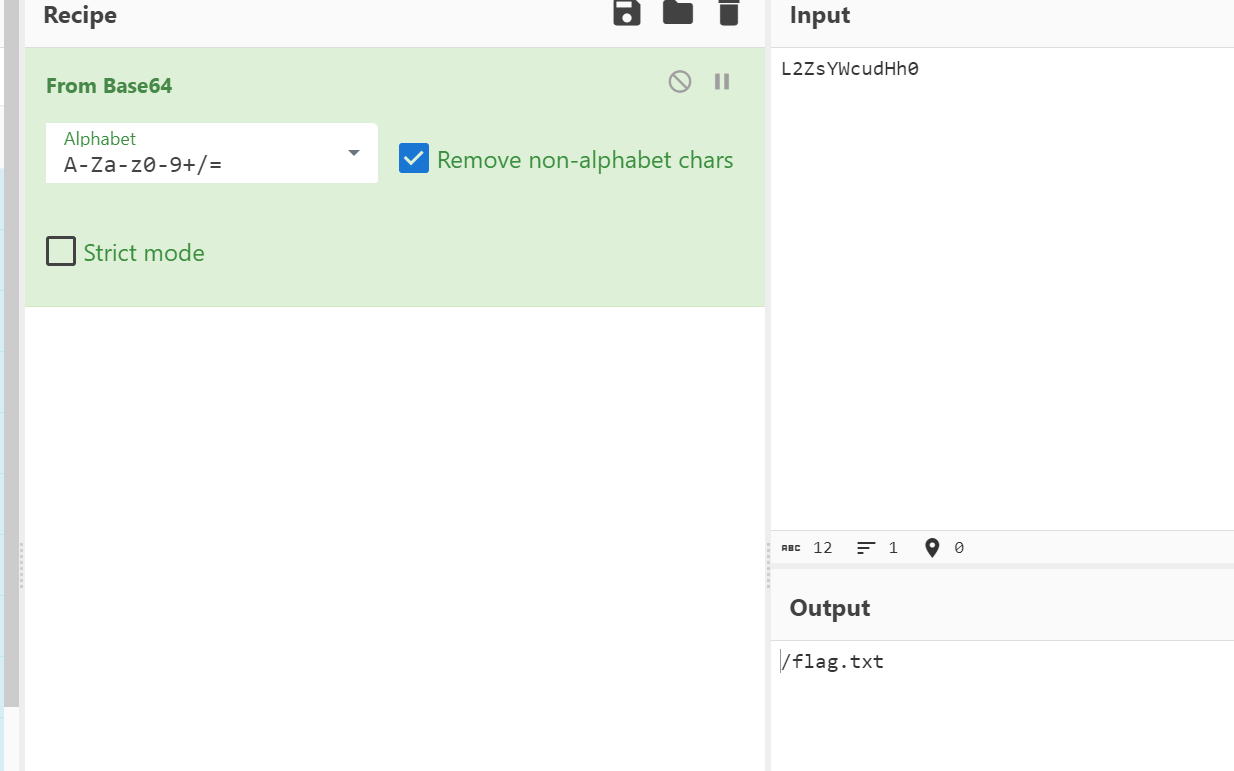 Recipe
From Base64
Alphabet
A-Za-z0-9+/=
Remove non-alphabet chars
Strict mode
Input
L2ZsYWcudHh0
ABC 12 1 0
Output
/flag.txt